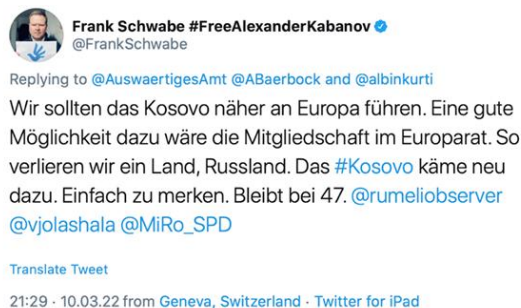 Frank Schwabe #FreeAlexanderKabanov
@FrankSchwabe
Replying to @AuswaertigesAmt @ABaerbock and @albinkurti
Wir sollten das Kosovo näher an Europa führen. Eine gute
Möglichkeit dazu wäre die Mitgliedschaft im Europarat. So
verlieren wir ein Land, Russland. Das #Kosovo käme neu
dazu. Einfach zu merken. Bleibt bei 47. @rumeliobserver
@vjolashala @MiRo_SPD
Translate Tweet
21:29 · 10.03.22 from Geneva, Switzerland · Twitter for iPad